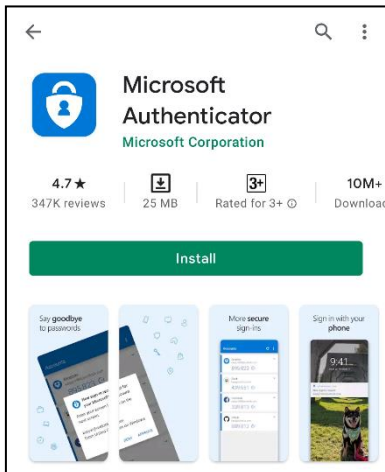 Microsoft
Authenticator
Microsoft Corporation
4.7★
347K reviews
25 MB
3+
Rated for 3+
10M+
Download
Install
Say goodbye
to passwords
More secure
sign-ins
Sign in with your
phone
9:41